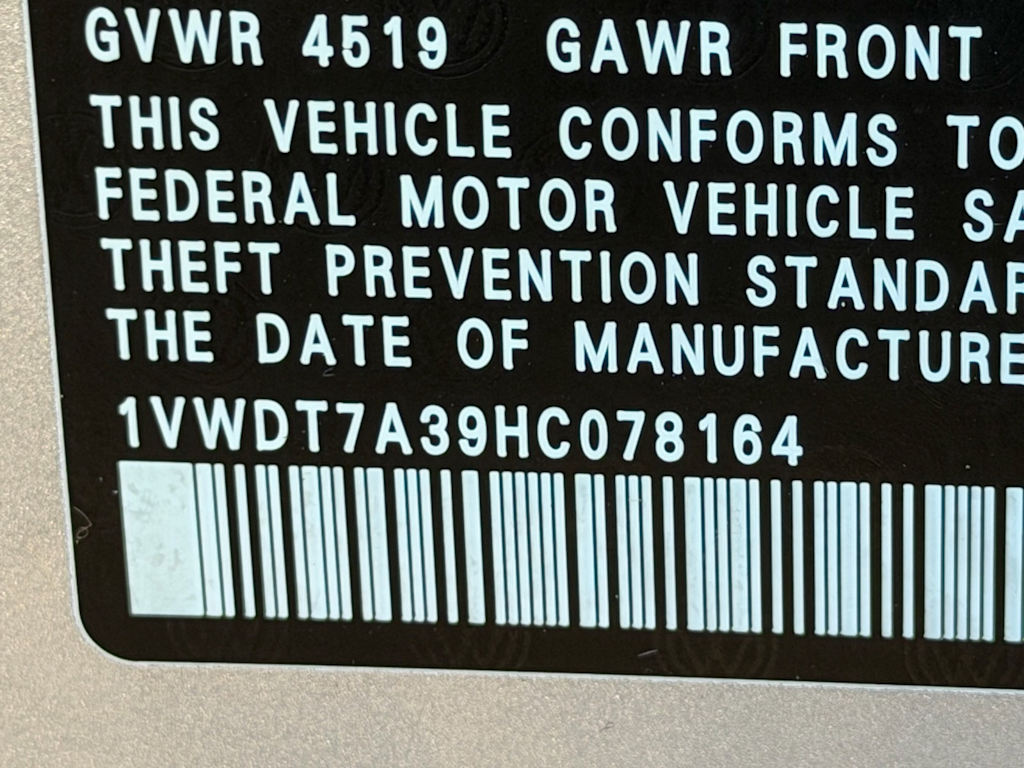 GVWR 4519 GAWR FRONT
THIS VEHICLE CONFORMS TO
FEDERAL MOTOR VEHICLE SA
THEFT PREVENTION STANDAR
THE DATE OF MANUFACTURE
1VWDT7A39HC078164